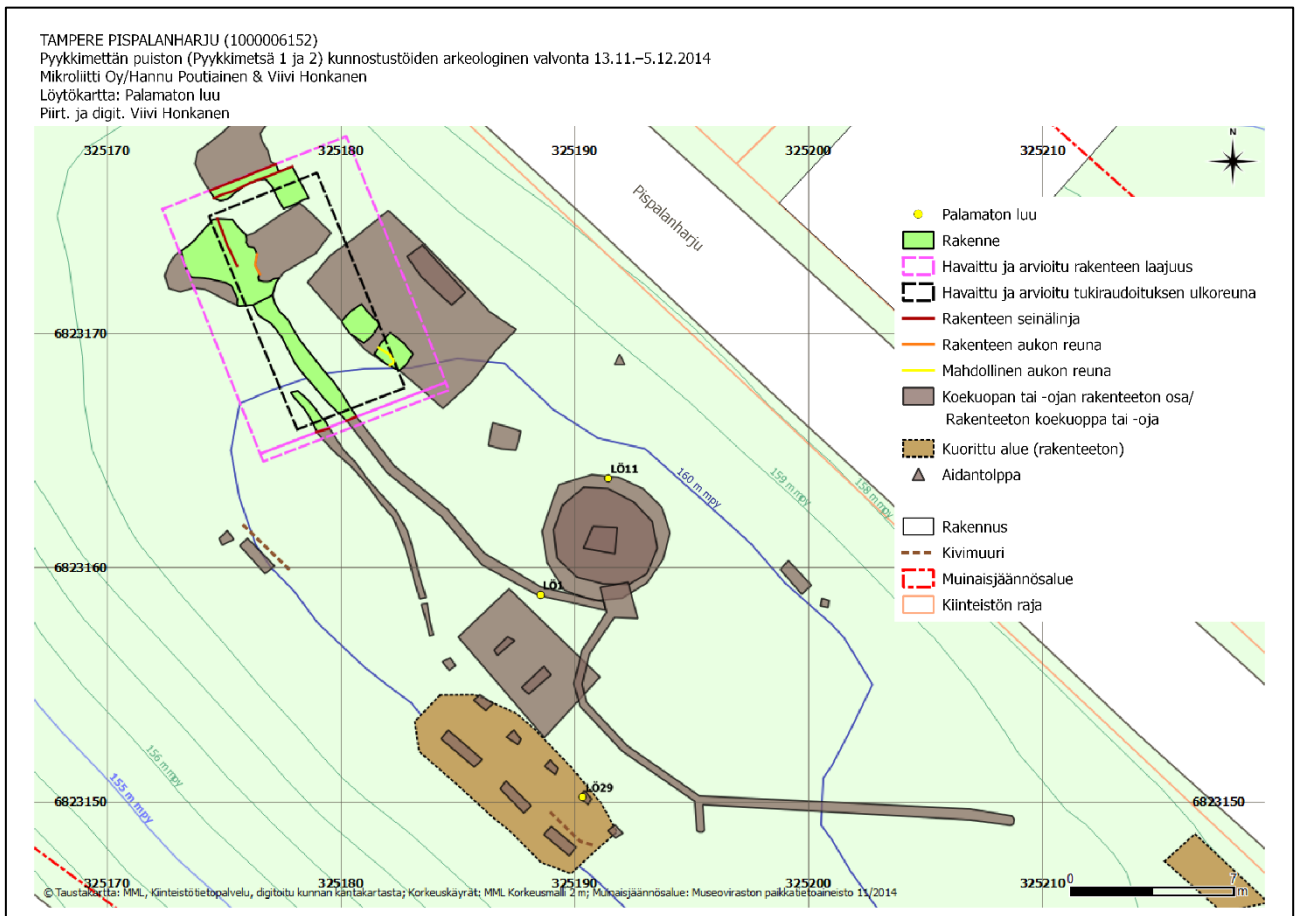 TAMPERE PISPALANHARJU (1000006152)
Pyykkimettän puiston (Pyykkimetsä 1 ja 2) kunnostustöiden arkeologinen valvonta 13.11.–5.12.2014
Mikroliitti Oy/Hannu Poutiainen & Viivi Honkanen
Löytökartta: Palamaton luu
Piirt. ja digit. Viivi Honkanen
325170
325180
325190
325200
325210
N
Pispalanharju
Palamaton luu
Rakenne
Havaittu ja arvioitu rakenteen laajuus
Havaittu ja arvioitu tukiraudoituksen ulkoreuna
Rakenteen seinälinja
Rakenteen aukon reuna
Mahdollinen aukon reuna
Koekuopan tai -ojan rakenteeton osa/
Rakenteeton koekuoppa tai -oja
Kuorittu alue (rakenteeton)
Aidantolppa
Rakennus
Kivimuuri
Muinaisjäännösalue
Kiinteistön raja
6823170
LÖ11
160 m mpy
159 m mpy
158 m mpy
6823160
LÖ1
156 m mpy
155 m mpy
LÖ29
6823150
6823150
325170
325180
325190
325200
325210
0
7
m
© Taustakartta: MML, Kiinteistötietopalvelu, digitoitu kunnan kantakartasta; Korkeuskäyrät: MML Korkeusmalli 2 m; Muinaisjäännösalue: Museoviraston paikkatietoaineisto 11/2014